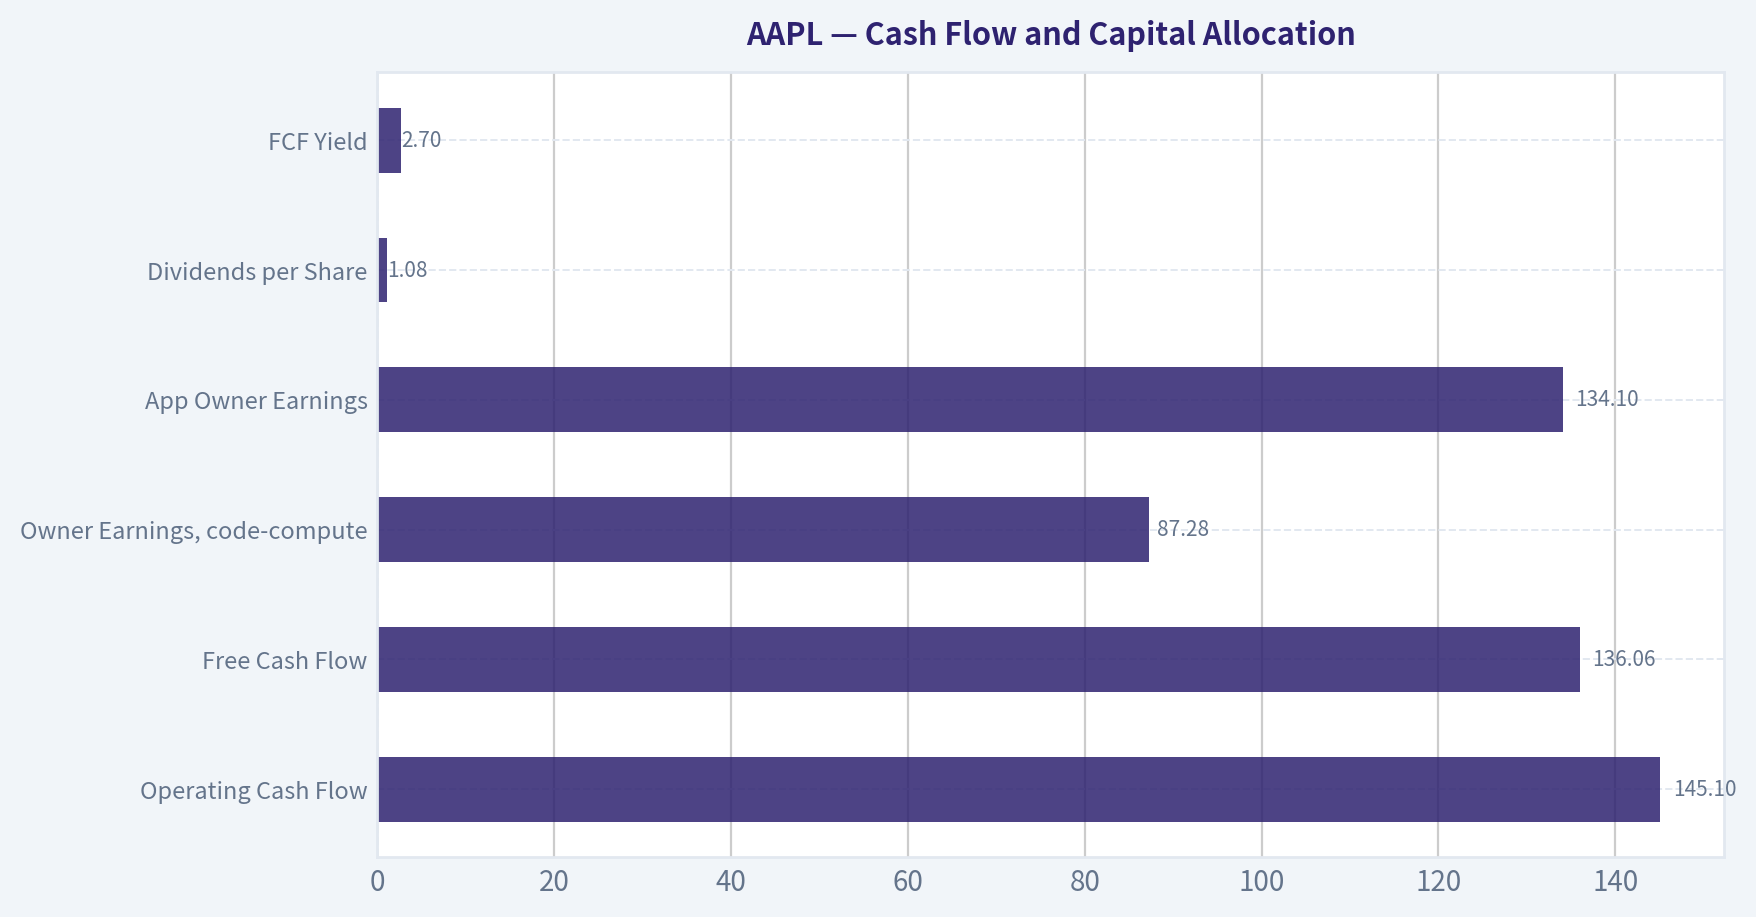 AAPL — Cash Flow and Capital Allocation
FCF Yield
2.70
Dividends per Share
1.08
App Owner Earnings
134.10
Owner Earnings, code-compute
87.28
Free Cash Flow
136.06
Operating Cash Flow
145.10
0 20 40 60 80 100 120 140